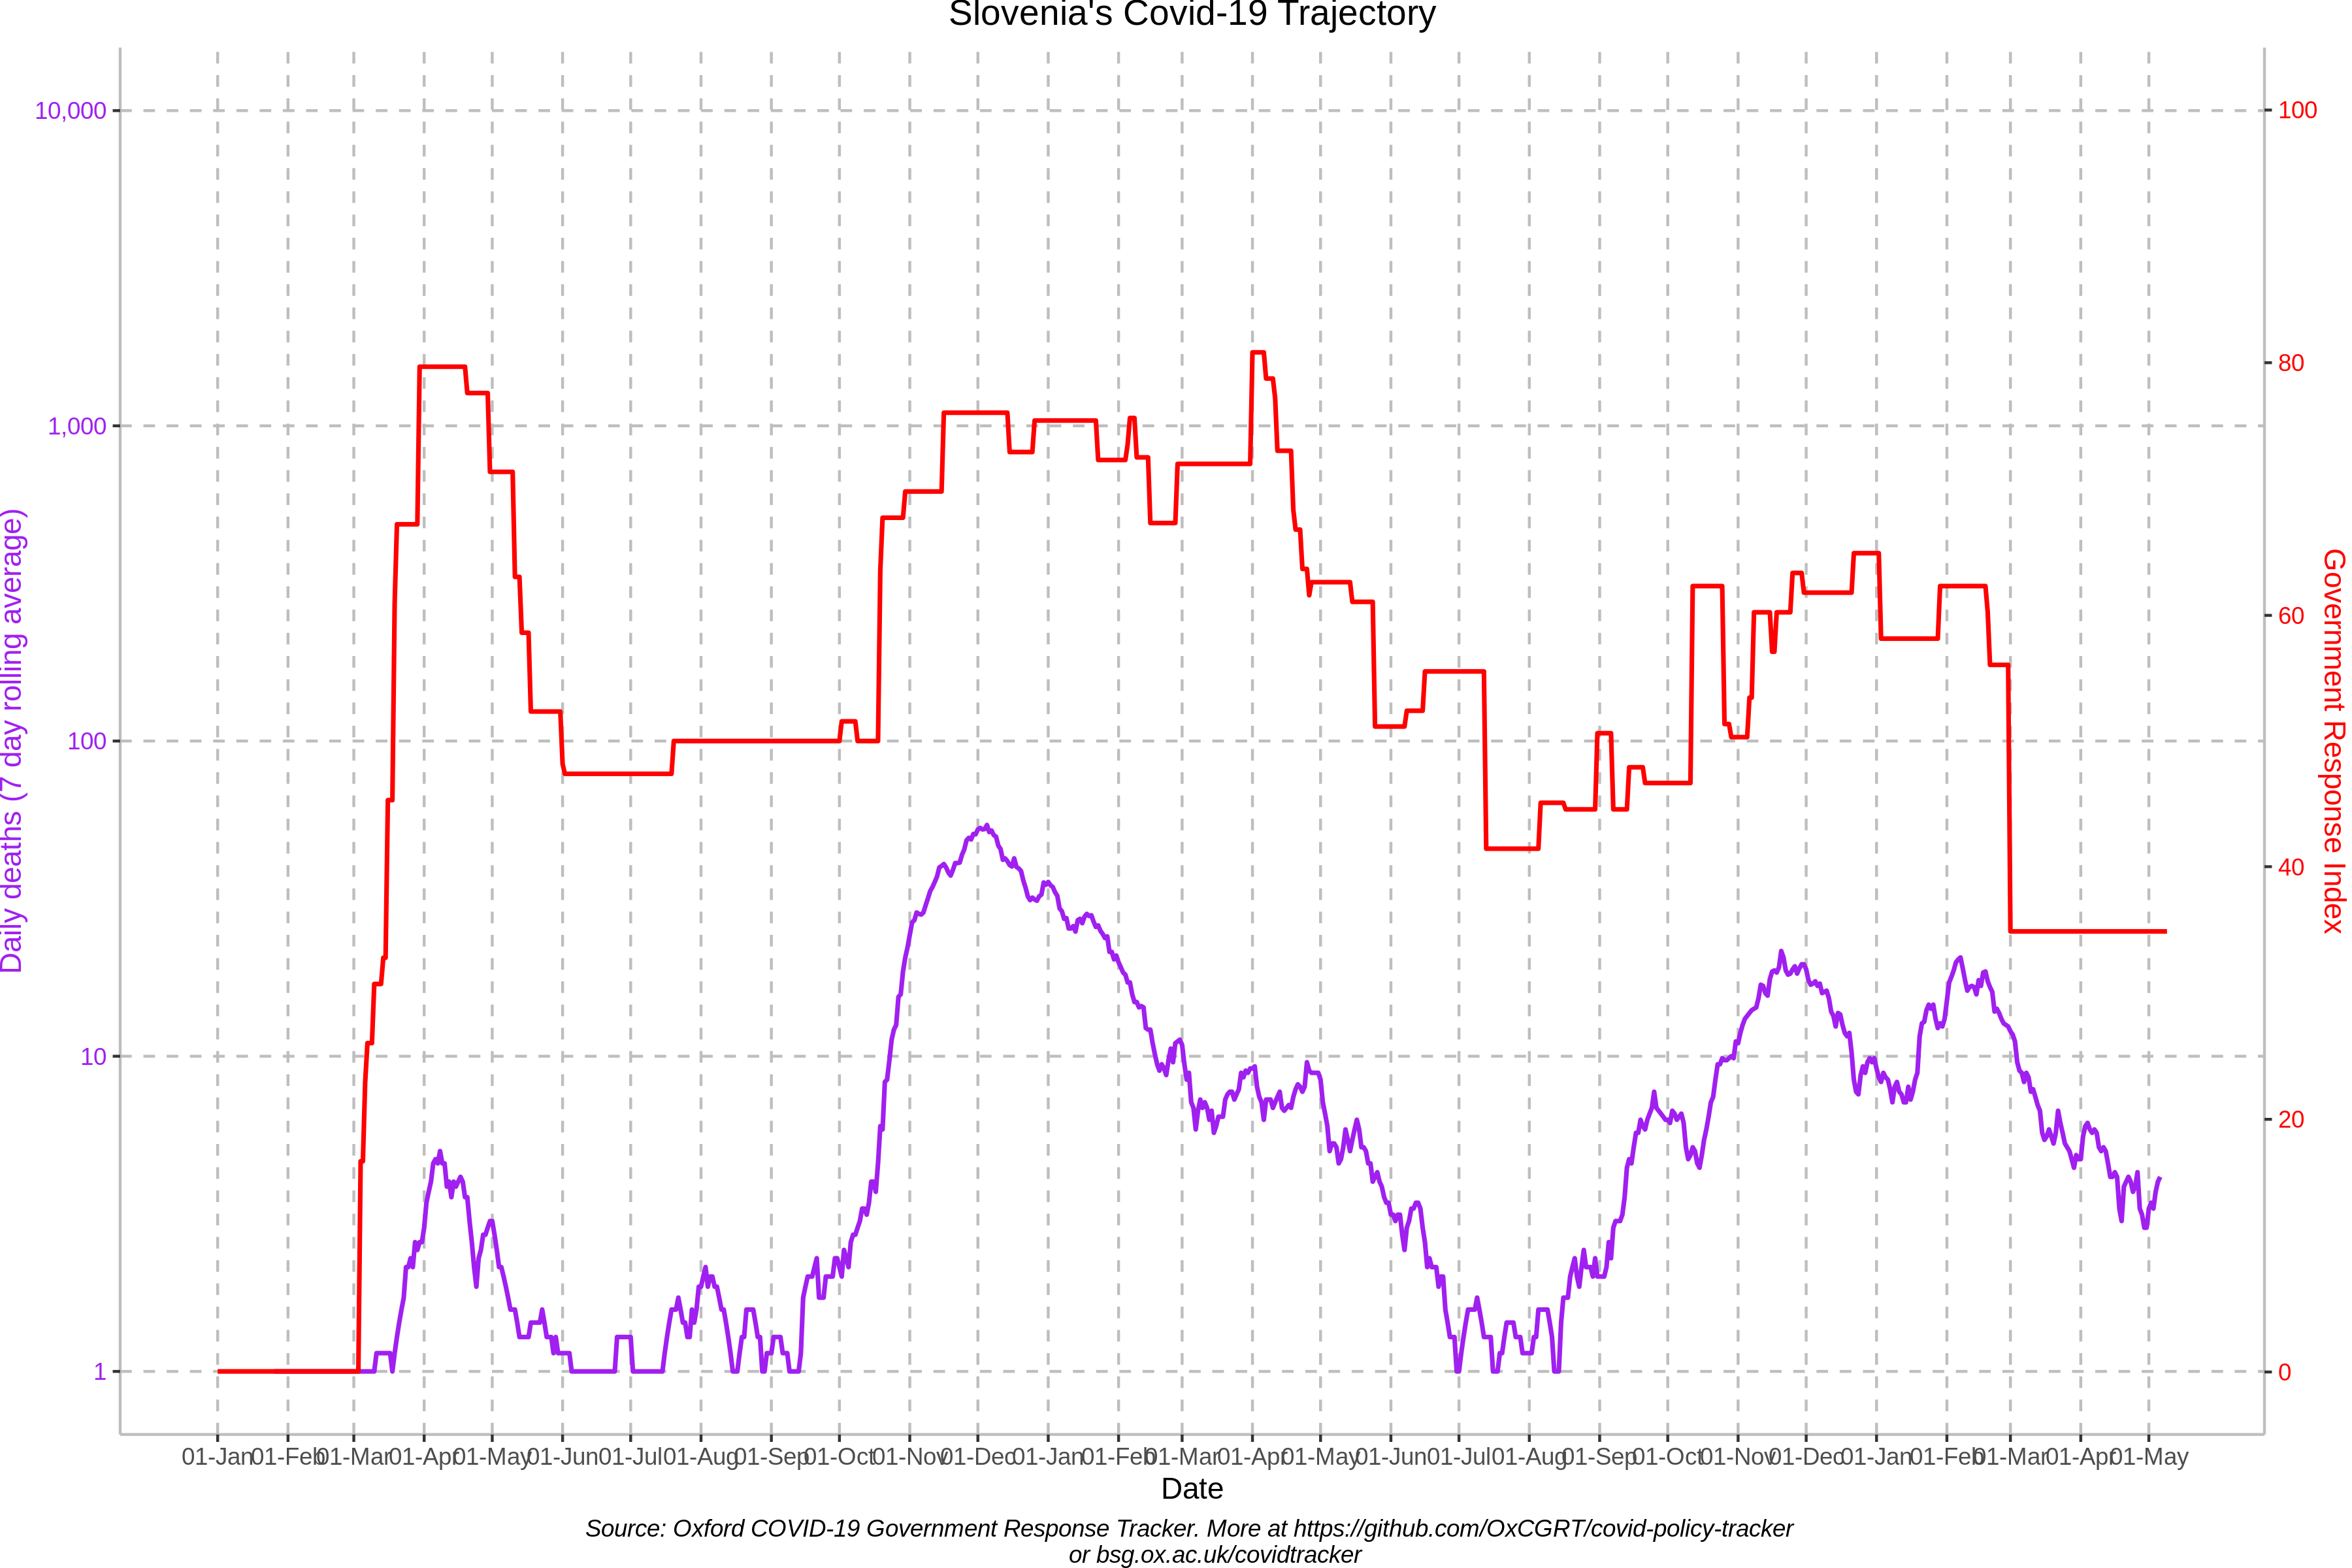 Slovenia's Covid-19 Trajectory
10,000
1,000
100
10
1
Daily deaths (7 day rolling average)
100
80
60
40
20
0
Government Response Index
01-Jan 01-Feb 01-Mar 01-Apr 01-May 01-Jun 01-Jul 01-Aug 01-Sep 01-Oct 01-Nov 01-Dec 01-Jan 01-Feb 01-Mar 01-Apr 01-May 01-Jun 01-Jul 01-Aug 01-Sep 01-Oct 01-Nov 01-Dec 01-Jan 01-Feb 01-Mar 01-Apr 01-May
Date
Source: Oxford COVID-19 Government Response Tracker. More at https://github.com/OxCGRT/covid-policy-tracker
or bsg.ox.ac.uk/covidtracker